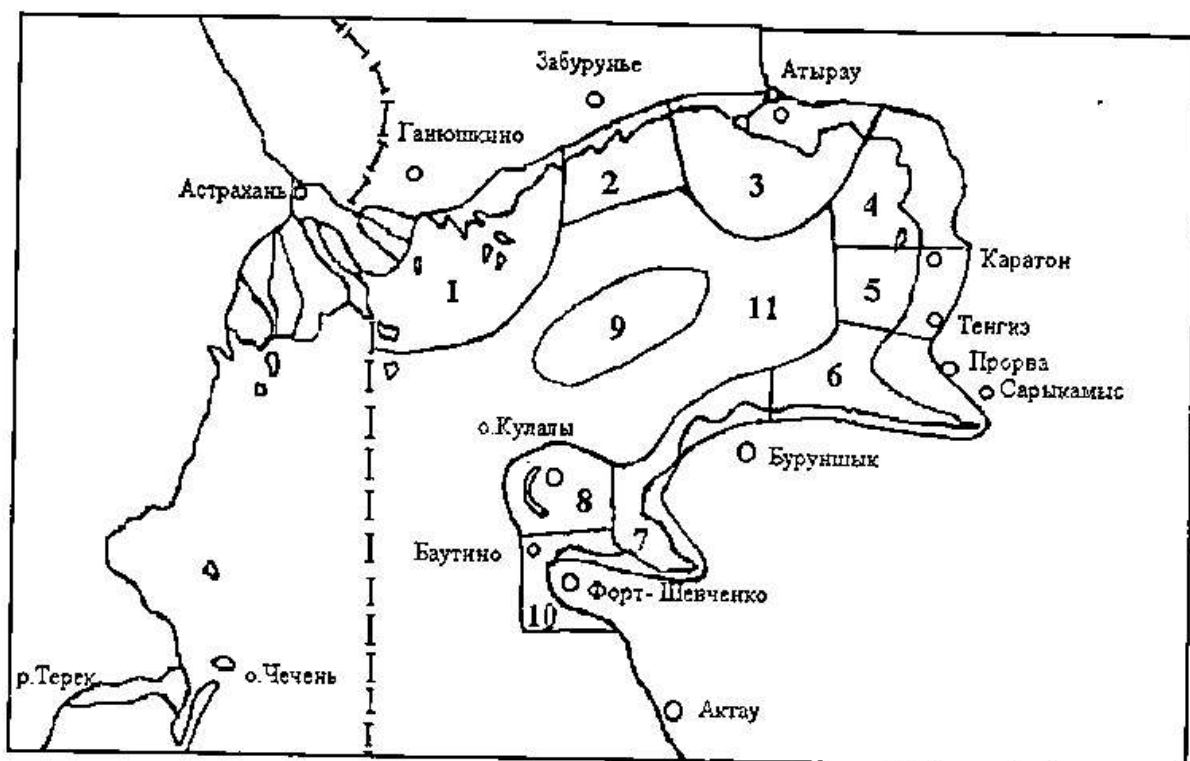 Забурунье
Атырау
Ганюшкино
Астрахань
2
3
4
1
Каратон
5
9
11
Тенгиз
Прорва
6
Сарыкамыс
о.Кулалы
Буруншык
8
7
Баутино
Форт-Шевченко
10
р.Терек
о.Чечень
Актау